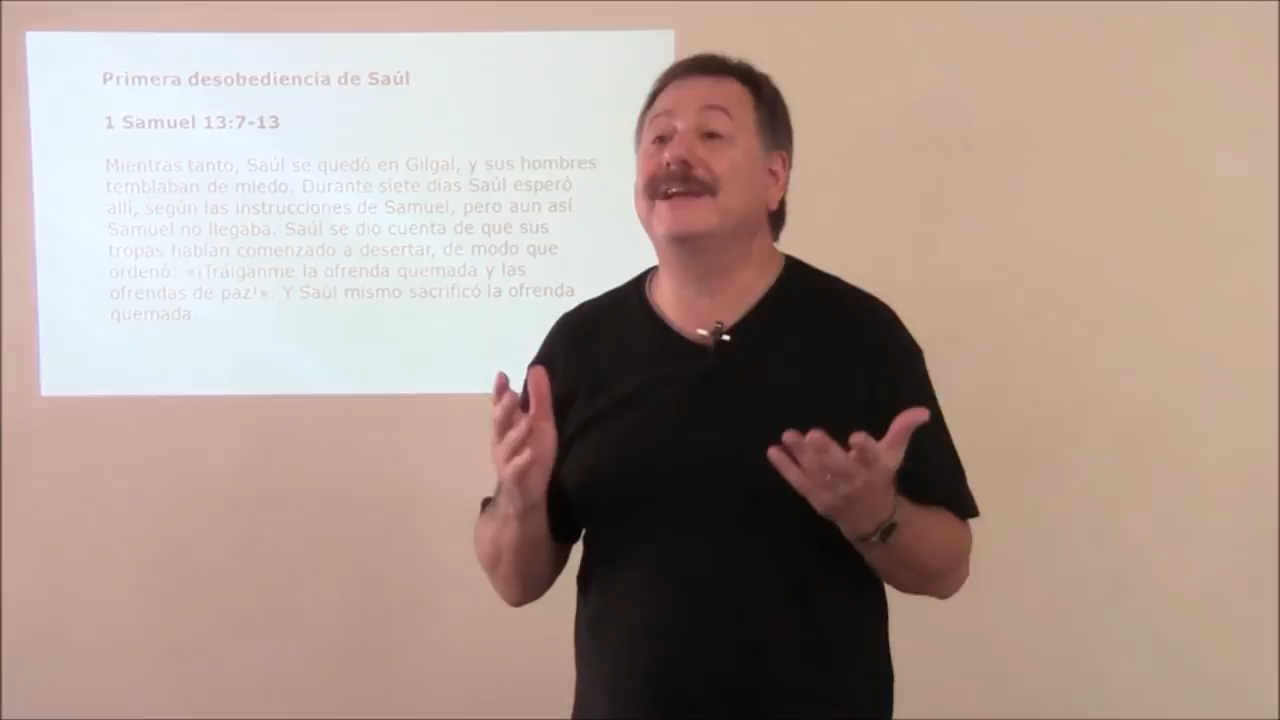 Primera desobediencia de Saúl
1 Samuel 13:7-13
Mientras tanto, Saúl se quedó en Gilgal, y sus hombres
temblaban de miedo. Durante siete días Saúl esperó
allí, según las instrucciones de Samuel, pero aun así
Samuel no llegaba. Saúl se dio cuenta de que sus
tropas habían comenzado a desertar, de modo que
ordenó: «¡Tráiganme la ofrenda quemada y las
ofrendas de paz!». Y Saúl mismo sacrificó la ofrenda
quemada.